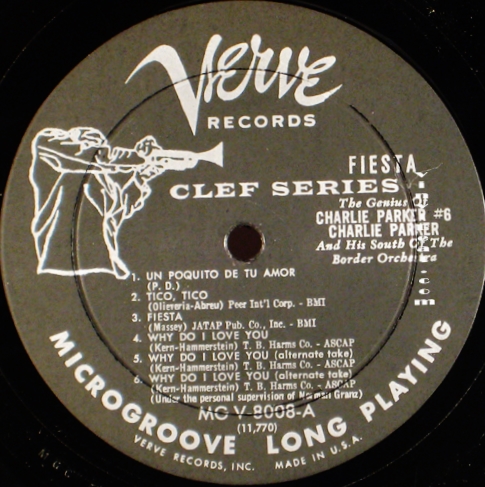 Verve
RECORDS
FIESTA
CLEF SERIES
The Genius Of
CHARLIE PARKER #6
CHARLIE PARKER
And His South Of The
Border Orchestra
1. UN POQUITO DE TU AMOR
(P. D.)
2. TICO, TICO
(Oliveria-Abreu) Peer Int'l Corp. - BMI
3. FIESTA
(Massey) JATAP Pub. Co., Inc. - BMI
4. WHY DO I LOVE YOU
(Kern-Hammerstein) T. B. Harms Co. - ASCAP
5. WHY DO I LOVE YOU (alternate take)
(Kern-Hammerstein) T. B. Harms Co. - ASCAP
6. WHY DO I LOVE YOU (alternate take)
(Kern-Hammerstein) T. B. Harms Co. - ASCAP
(Under the personal supervision of Norman Granz)
MG V-8008-A
(11,770)
MICROGROOVE LONG PLAYING
VERVE RECORDS, INC. MADE IN U.S.A.